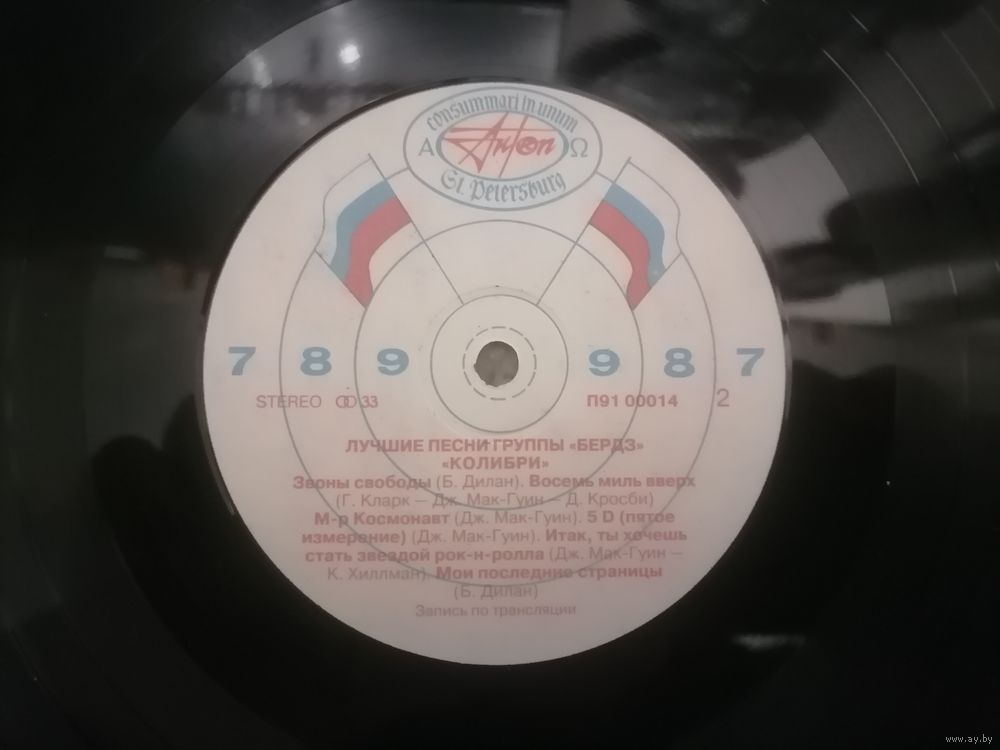 consummari in unum
А Антоп Ω
St. Petersburg
7 8 9 9 8 7
STEREO 33 П91 00014 2
ЛУЧШИЕ ПЕСНИ ГРУППЫ «БЕРДЗ»
«КОЛИБРИ»
Звоны свободы (Б. Дилан). Восемь миль вверх
(Г. Кларк — Дж. Мак-Гуин — Д. Кросби)
М-р Космонавт (Дж. Мак-Гуин). 5 D (пятое
измерение) (Дж. Мак-Гуин). Итак, ты хочешь
стать звездой рок-н-ролла (Дж. Мак-Гуин —
К. Хиллман). Мои последние страницы
(Б. Дилан)
Запись по трансляции
www.ay.by